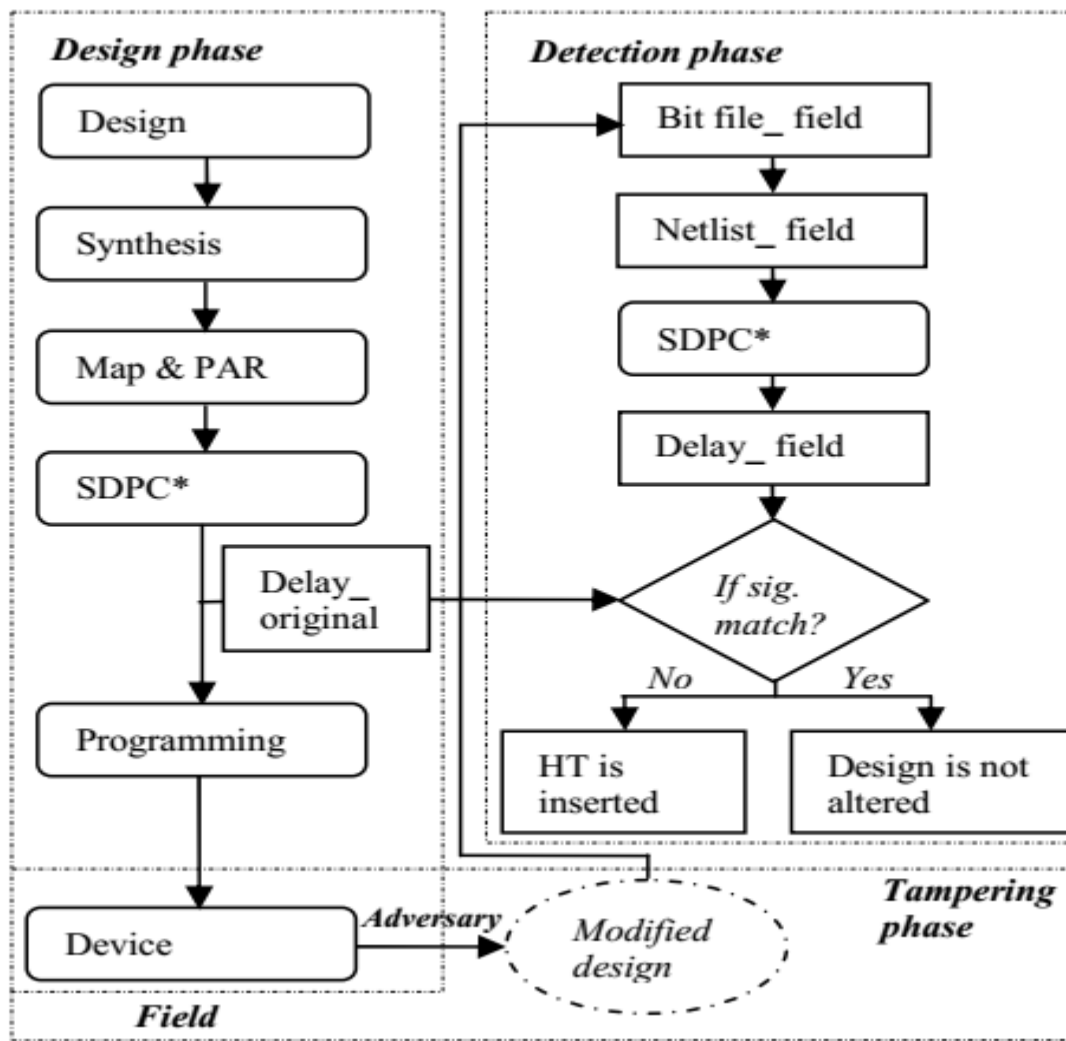 Design phase
Design
Synthesis
Map & PAR
SDPC*
Delay_
original
Programming
Device
Field
Adversary
Modified
design
Tampering
phase
Detection phase
Bit file_ field
Netlist_ field
SDPC*
Delay_ field
If sig.
match?
No
Yes
HT is
inserted
Design is not
altered